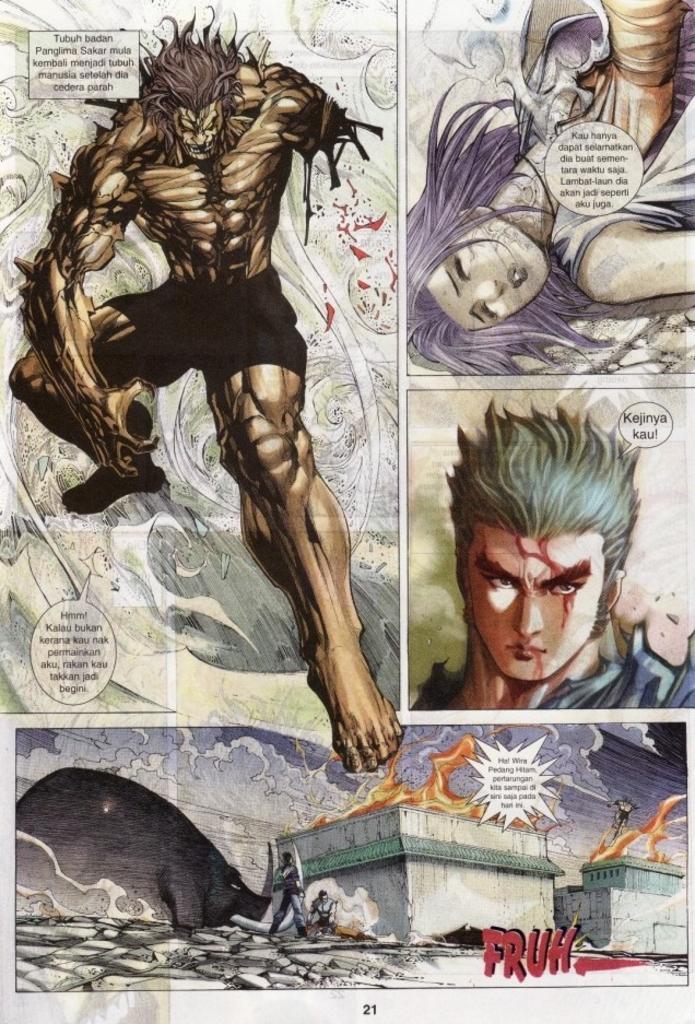 Tubuh badan
Panglima Sakar mula
kembali menjadi tubuh
manusia setelah dia
cedera parah
Kau hanya
dapat selamatkan
dia buat semen-
tara waktu saja.
Lambat-laun dia
akan jadi seperti
aku juga.
Kejinya
kau!
Hmm!
Kalau bukan
kerana kau nak
permainkan
aku, rakan kau
takkan jadi
begini.
Ha! Wira
Pedang Hitam,
pertarungan
kita sampai di
sini saja pada
hari ini.
FRUH
21